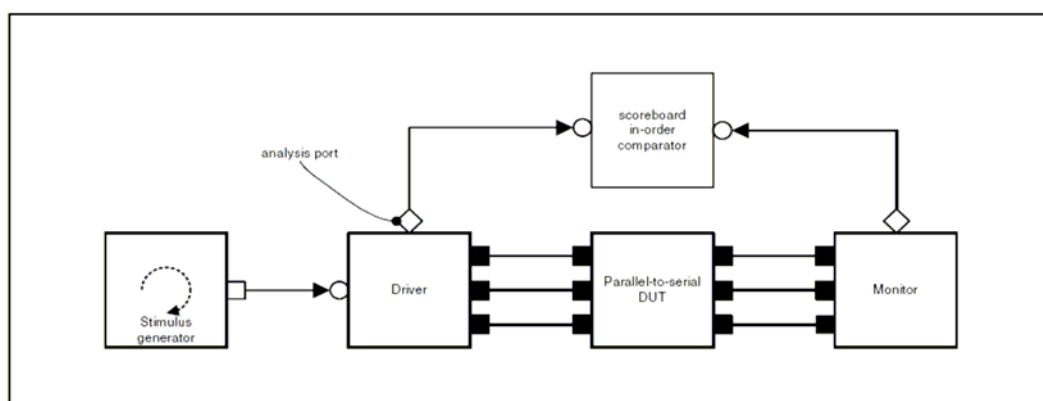 scoreboard
in-order
comparator
analysis port
Stimulus
generator
Driver
Parallel-to-serial
DUT
Monitor